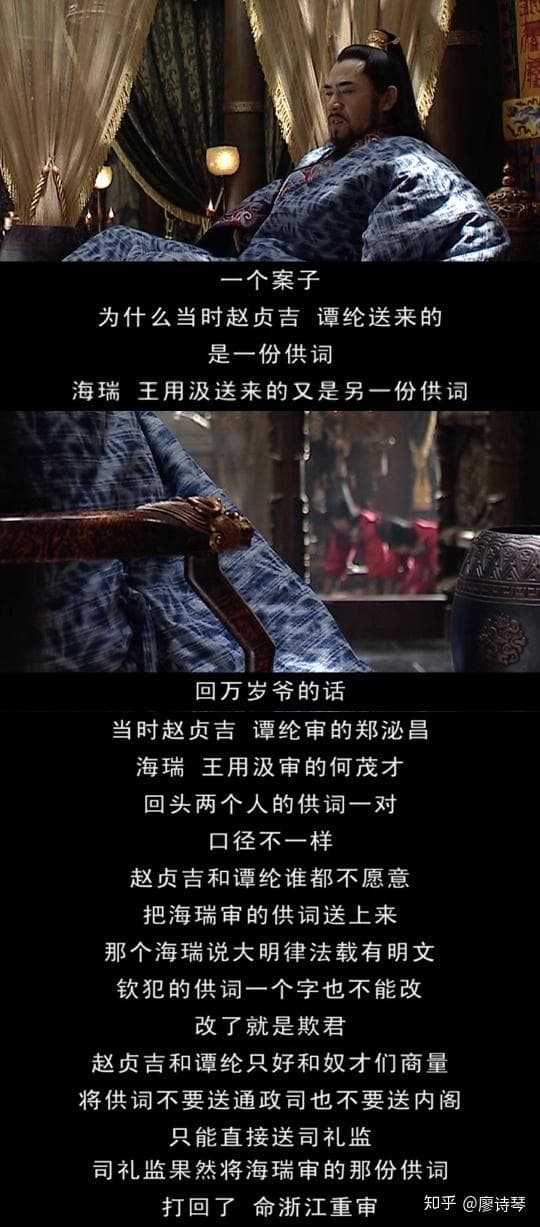 一个案子
为什么当时赵贞吉 谭纶送来的
是一份供词
海瑞 王用汲送来的又是另一份供词
回万岁爷的话
当时赵贞吉 谭纶审的郑泌昌
海瑞 王用汲审的何茂才
回头两个人的供词一对
口径不一样
赵贞吉和谭纶谁都不愿意
把海瑞审的供词送上来
那个海瑞说大明律法载有明文
钦犯的供词一个字也不能改
改了就是欺君
赵贞吉和谭纶只好和奴才们商量
将供词不要送通政司也不要送内阁
只能直接送司礼监
司礼监果然将海瑞审的那份供词
打回了 命浙江重审
知乎 @廖诗琴